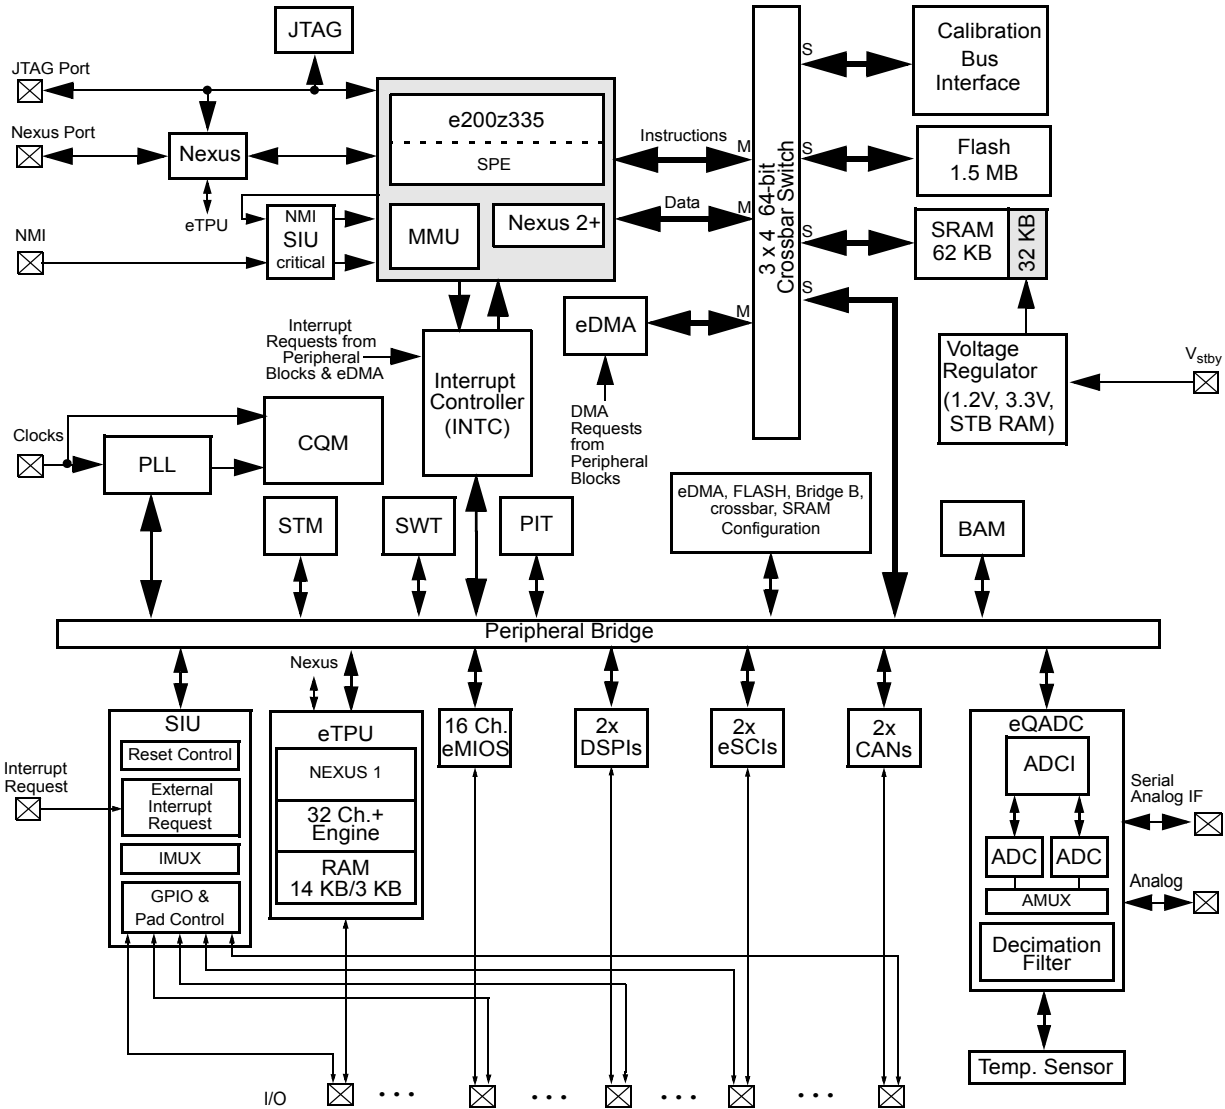 JTAG
Calibration
Bus
Interface
JTAG Port
Nexus Port
Nexus
eTPU
e200z335
SPE
MMU
Nexus 2+
Instructions
Data
M
M
M
S
S
S
S
3 x 4  64-bit
Crossbar Switch
Flash
1.5 MB
SRAM
62 KB
32 KB
NMI
NMI
SIU
critical
eDMA
Voltage
Regulator
(1.2V, 3.3V,
STB RAM)
Vstby
Interrupt
Requests from
Peripheral
Blocks & eDMA
Interrupt
Controller
(INTC)
DMA
Requests
from
Peripheral
Blocks
Clocks
PLL
CQM
STM
SWT
PIT
eDMA, FLASH, Bridge B,
crossbar, SRAM
Configuration
BAM
Peripheral Bridge
Nexus
SIU
Reset Control
External
Interrupt
Request
IMUX
GPIO &
Pad Control
Interrupt
Request
eTPU
NEXUS 1
32 Ch.+
Engine
RAM
14 KB/3 KB
16 Ch.
eMIOS
2x
DSPIs
2x
eSCIs
2x
CANs
eQADC
ADCI
ADC
ADC
AMUX
Decimation
Filter
Serial
Analog IF
Analog
Temp. Sensor
I/O
• • •
• • •
• • •
• • •